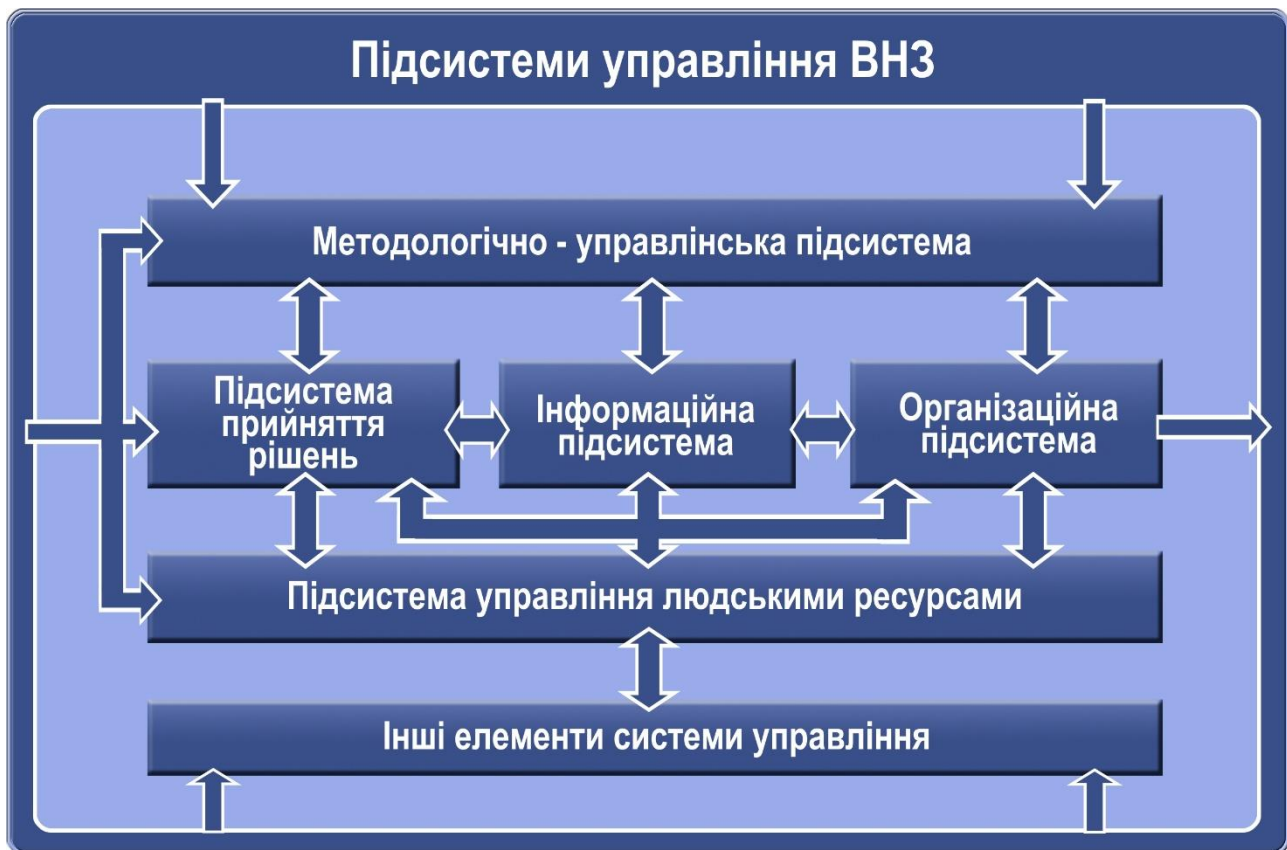 Підсистеми управління ВНЗ
Методологічно - управлінська підсистема
Підсистема
прийняття
рішень
Інформаційна
підсистема
Організаційна
підсистема
Підсистема управління людськими ресурсами
Інші елементи системи управління